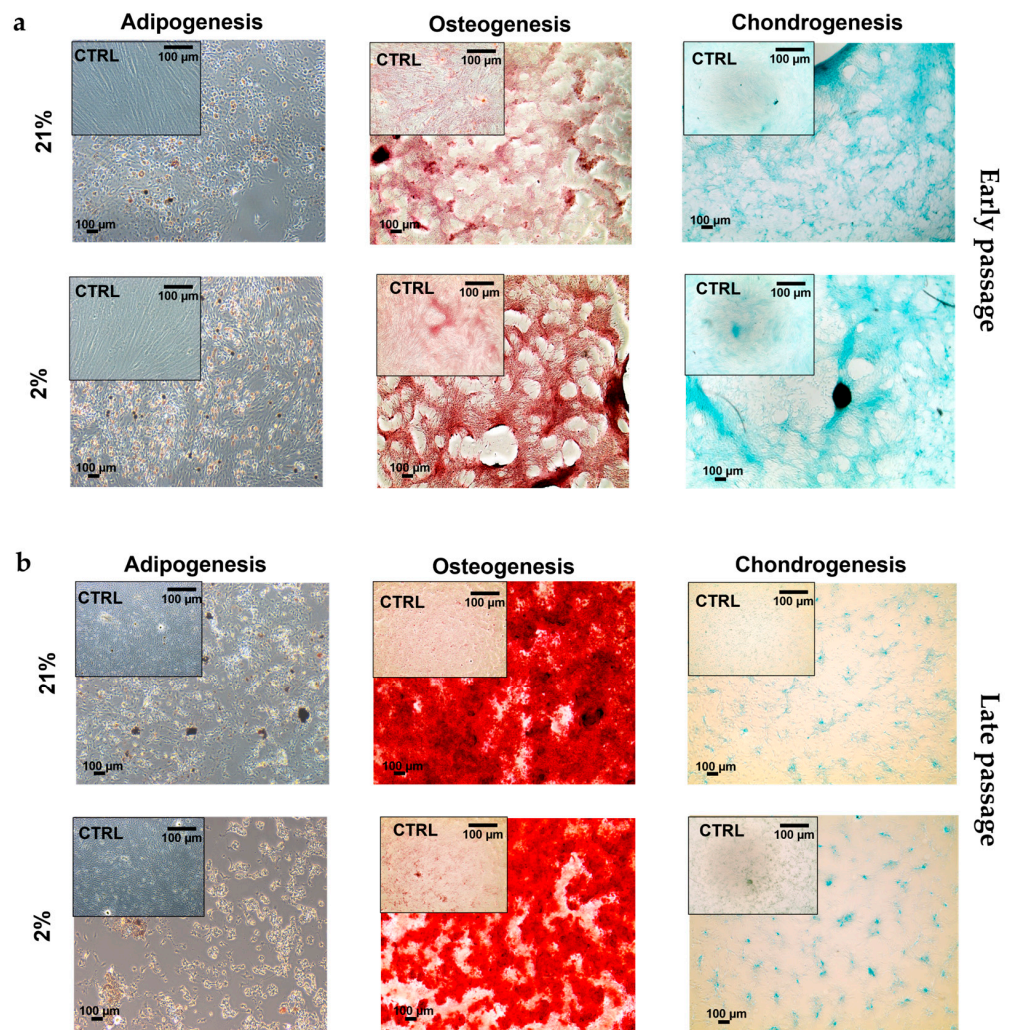 a
Adipogenesis
Osteogenesis
Chondrogenesis
21%
CTRL
100 µm
100 µm
CTRL
100 µm
100 µm
CTRL
100 µm
100 µm
Early passage
2%
CTRL
100 µm
100 µm
CTRL
100 µm
100 µm
CTRL
100 µm
100 µm
b
Adipogenesis
Osteogenesis
Chondrogenesis
21%
CTRL
100 µm
100 µm
CTRL
100 µm
100 µm
CTRL
100 µm
100 µm
Late passage
2%
CTRL
100 µm
100 µm
CTRL
100 µm
100 µm
CTRL
100 µm
100 µm